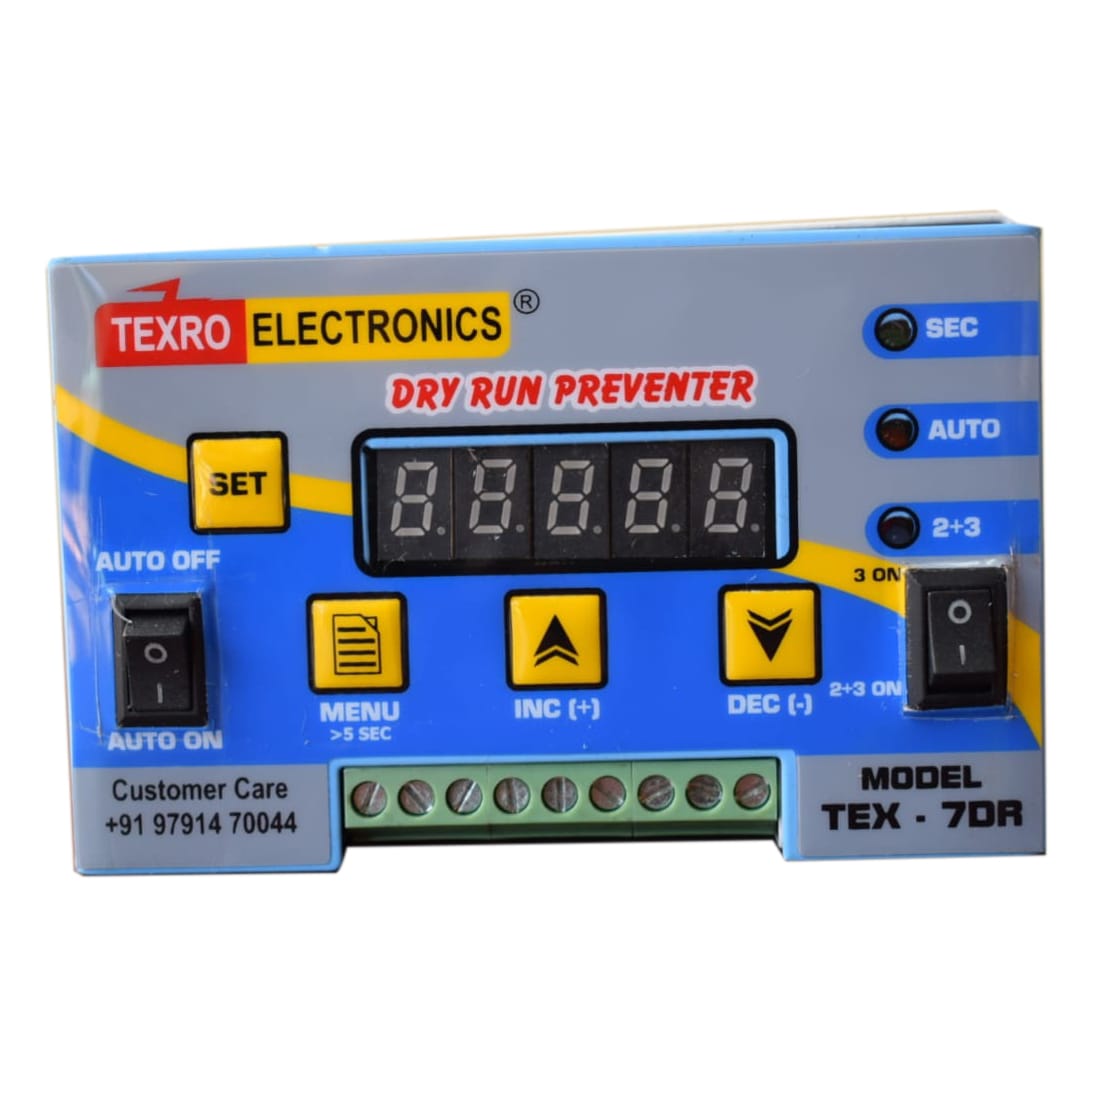 TEXRO ELECTRONICS ®
DRY RUN PREVENTER
SEC
AUTO
2+3
SET
AUTO OFF
3 ON
O
I
O
I
2+3 ON
AUTO ON
MENU
>5 SEC
INC (+)
DEC (-)
Customer Care
+91 97914 70044
MODEL
TEX - 7DR